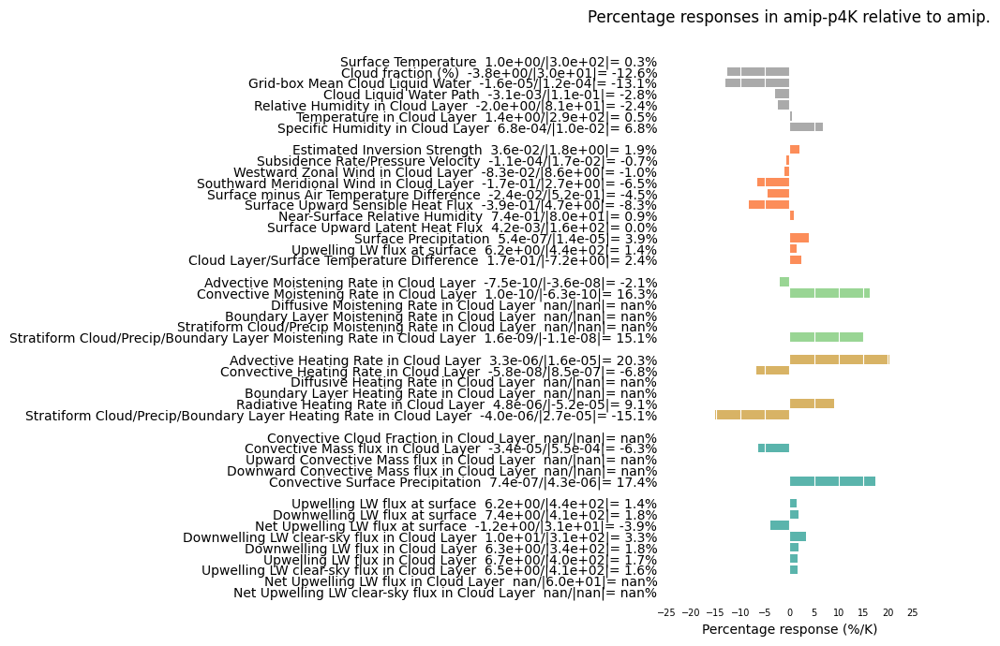 Percentage responses in amip-p4K relative to amip.
Surface Temperature  1.0e+00/|3.0e+02|= 0.3%
Cloud fraction (%)  -3.8e+00/|3.0e+01|= -12.6%
Grid-box Mean Cloud Liquid Water  -1.6e-05/|1.2e-04|= -13.1%
Cloud Liquid Water Path  -3.1e-03/|1.1e-01|= -2.8%
Relative Humidity in Cloud Layer  -2.0e+00/|8.1e+01|= -2.4%
Temperature in Cloud Layer  1.4e+00/|2.9e+02|= 0.5%
Specific Humidity in Cloud Layer  6.8e-04/|1.0e-02|= 6.8%
Estimated Inversion Strength  3.6e-02/|1.8e+00|= 1.9%
Subsidence Rate/Pressure Velocity  -1.1e-04/|1.7e-02|= -0.7%
Westward Zonal Wind in Cloud Layer  -8.3e-02/|8.6e+00|= -1.0%
Southward Meridional Wind in Cloud Layer  -1.7e-01/|2.7e+00|= -6.5%
Surface minus Air Temperature Difference  -2.4e-02/|5.2e-01|= -4.5%
Surface Upward Sensible Heat Flux  -3.9e-01/|4.7e+00|= -8.3%
Near-Surface Relative Humidity  7.4e-01/|8.0e+01|= 0.9%
Surface Upward Latent Heat Flux  4.2e-03/|1.6e+02|= 0.0%
Surface Precipitation  5.4e-07/|1.4e-05|= 3.9%
Upwelling LW flux at surface  6.2e+00/|4.4e+02|= 1.4%
Cloud Layer/Surface Temperature Difference  1.7e-01/|-7.2e+00|= 2.4%
Advective Moistening Rate in Cloud Layer  -7.5e-10/|-3.6e-08|= -2.1%
Convective Moistening Rate in Cloud Layer  1.0e-10/|-6.3e-10|= 16.3%
Diffusive Moistening Rate in Cloud Layer  nan/|nan|= nan%
Boundary Layer Moistening Rate in Cloud Layer  nan/|nan|= nan%
Stratiform Cloud/Precip Moistening Rate in Cloud Layer  nan/|nan|= nan%
Stratiform Cloud/Precip/Boundary Layer Moistening Rate in Cloud Layer  1.6e-09/|-1.1e-08|= 15.1%
Advective Heating Rate in Cloud Layer  3.3e-06/|1.6e-05|= 20.3%
Convective Heating Rate in Cloud Layer  -5.8e-08/|8.5e-07|= -6.8%
Diffusive Heating Rate in Cloud Layer  nan/|nan|= nan%
Boundary Layer Heating Rate in Cloud Layer  nan/|nan|= nan%
Radiative Heating Rate in Cloud Layer  4.8e-06/|-5.2e-05|= 9.1%
Stratiform Cloud/Precip/Boundary Layer Heating Rate in Cloud Layer  -4.0e-06/|2.7e-05|= -15.1%
Convective Cloud Fraction in Cloud Layer  nan/|nan|= nan%
Convective Mass flux in Cloud Layer  -3.4e-05/|5.5e-04|= -6.3%
Upward Convective Mass flux in Cloud Layer  nan/|nan|= nan%
Downward Convective Mass flux in Cloud Layer  nan/|nan|= nan%
Convective Surface Precipitation  7.4e-07/|4.3e-06|= 17.4%
Upwelling LW flux at surface  6.2e+00/|4.4e+02|= 1.4%
Downwelling LW flux at surface  7.4e+00/|4.1e+02|= 1.8%
Net Upwelling LW flux at surface  -1.2e+00/|3.1e+01|= -3.9%
Downwelling LW clear-sky flux in Cloud Layer  1.0e+01/|3.1e+02|= 3.3%
Downwelling LW flux in Cloud Layer  6.3e+00/|3.4e+02|= 1.8%
Upwelling LW flux in Cloud Layer  6.7e+00/|4.0e+02|= 1.7%
Upwelling LW clear-sky flux in Cloud Layer  6.5e+00/|4.1e+02|= 1.6%
Net Upwelling LW flux in Cloud Layer  nan/|6.0e+01|= nan%
Net Upwelling LW clear-sky flux in Cloud Layer  nan/|nan|= nan%
−25 −20 −15 −10 −5 0 5 10 15 20 25
Percentage response (%/K)